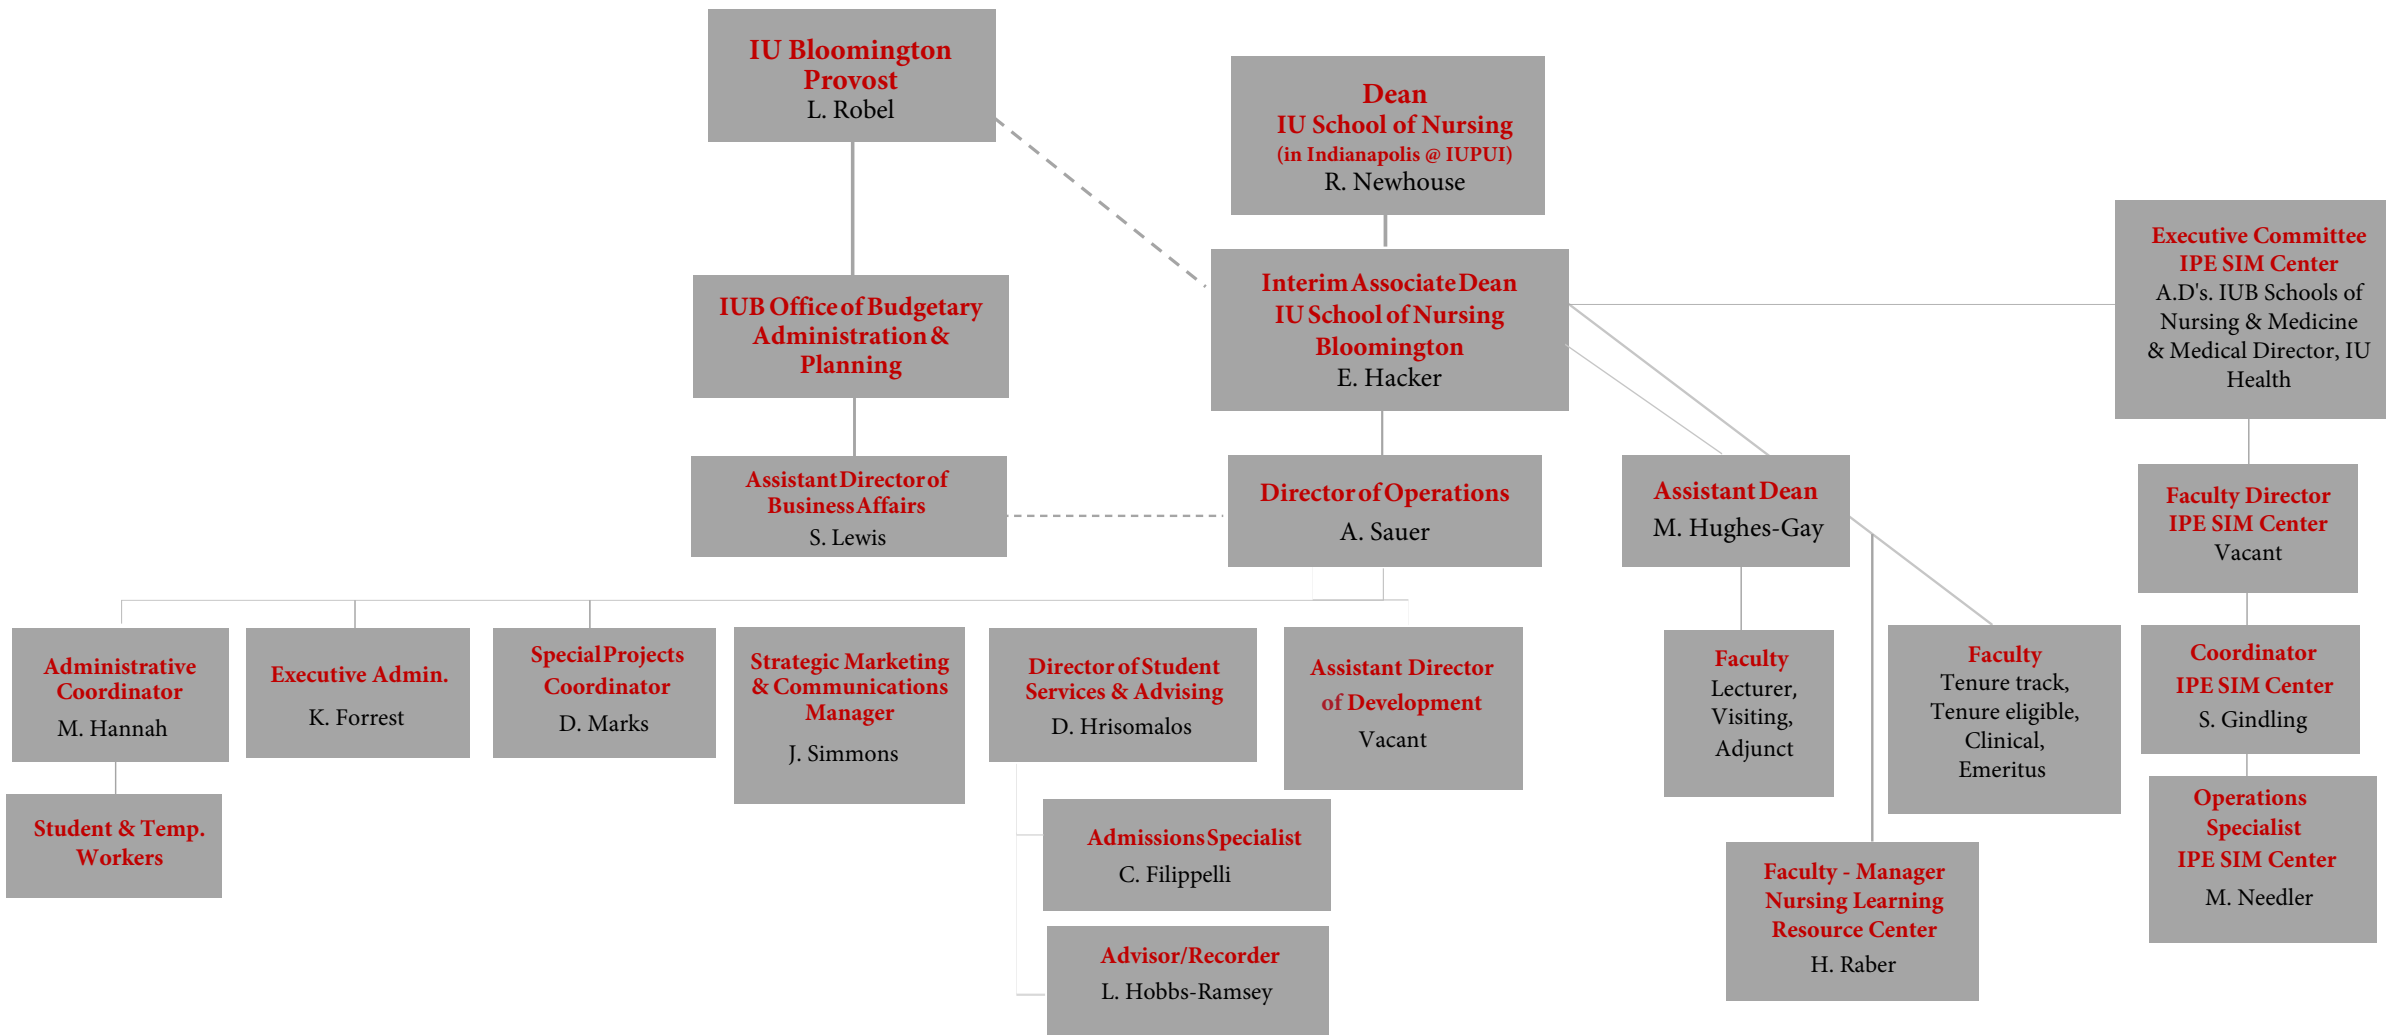 IU Bloomington
Provost
L. Robel
Dean
IU School of Nursing
(in Indianapolis @ IUPUI)
R. Newhouse
Executive Committee
IPE SIM Center
A.D's. IUB Schools of
Nursing & Medicine
& Medical Director, IU
Health
IUB Office of Budgetary
Administration &
Planning
Interim Associate Dean
IU School of Nursing
Bloomington
E. Hacker
Assistant Director of
Business Affairs
S. Lewis
Director of Operations
A. Sauer
Assistant Dean
M. Hughes-Gay
Faculty Director
IPE SIM Center
Vacant
Administrative
Coordinator
M. Hannah
Executive Admin.
K. Forrest
Special Projects
Coordinator
D. Marks
Strategic Marketing
& Communications
Manager
J. Simmons
Director of Student
Services & Advising
D. Hrisomalos
Assistant Director
of Development
Vacant
Faculty
Lecturer,
Visiting,
Adjunct
Faculty
Tenure track,
Tenure eligible,
Clinical,
Emeritus
Coordinator
IPE SIM Center
S. Gindling
Student & Temp.
Workers
Admissions Specialist
C. Filippelli
Advisor/Recorder
L. Hobbs-Ramsey
Faculty - Manager
Nursing Learning
Resource Center
H. Raber
Operations
Specialist
IPE SIM Center
M. Needler